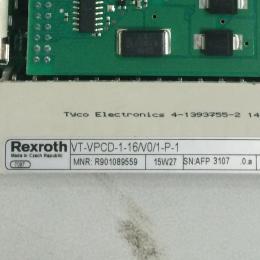 Tyco Electronics 4-1393755-2 14
Rexroth VT-VPCD-1-16/V0/1-P-1
Made in Czech Republic
7087 MNR: R901089559 15W27 SN:AFP 3107 .0.a